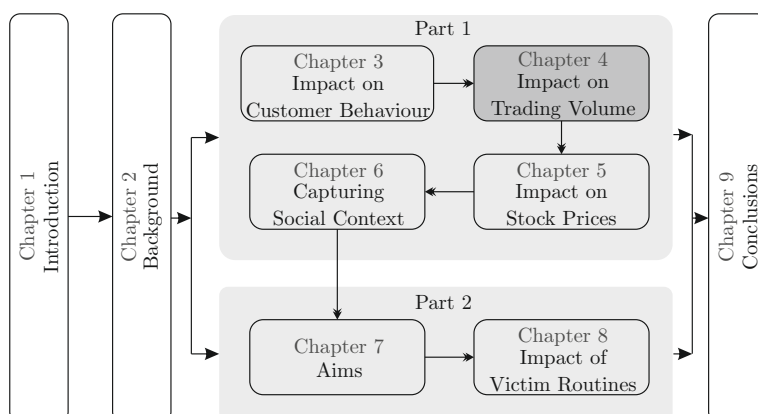 Chapter 1
Introduction
Chapter 2
Background
Part 1
Chapter 3
Impact on
Customer Behaviour
Chapter 4
Impact on
Trading Volume
Chapter 6
Capturing
Social Context
Chapter 5
Impact on
Stock Prices
Part 2
Chapter 7
Aims
Chapter 8
Impact of
Victim Routines
Chapter 9
Conclusions